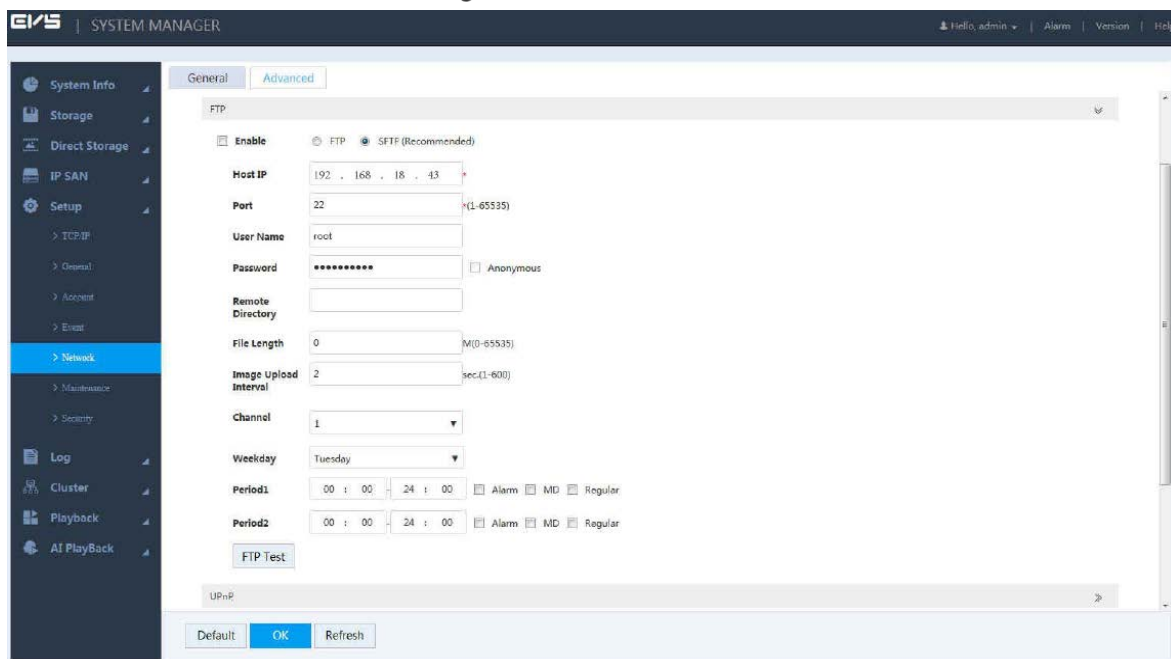 EVS | SYSTEM MANAGER
Hello, admin | Alarm | Version | Help
System Info
Storage
Direct Storage
IP SAN
Setup
> TCP/IP
> General
> Account
> Event
> Network
> Maintenance
> Security
Log
Cluster
Playback
AI PlayBack
General Advanced
FTP
Enable FTP SFTP (Recommended)
Host IP 192 . 168 . 18 . 43 *
Port 22 *(1-65535)
User Name root
Password •••••••••• Anonymous
Remote
Directory
File Length 0 M(0-65535)
Image Upload 2 sec.(1-600)
Interval
Channel 1
Weekday Tuesday
Period1 00 : 00 - 24 : 00 Alarm MD Regular
Period2 00 : 00 - 24 : 00 Alarm MD Regular
FTP Test
UPnP
Default OK Refresh